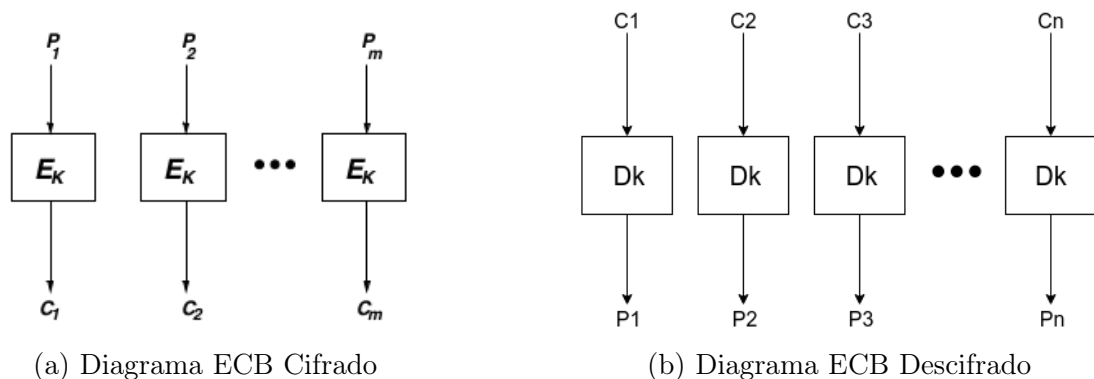 P1 P2 Pm
EK EK ••• EK
C1 C2 Cm
(a) Diagrama ECB Cifrado
C1 C2 C3 Cn
Dk Dk Dk ••• Dk
P1 P2 P3 Pn
(b) Diagrama ECB Descifrado